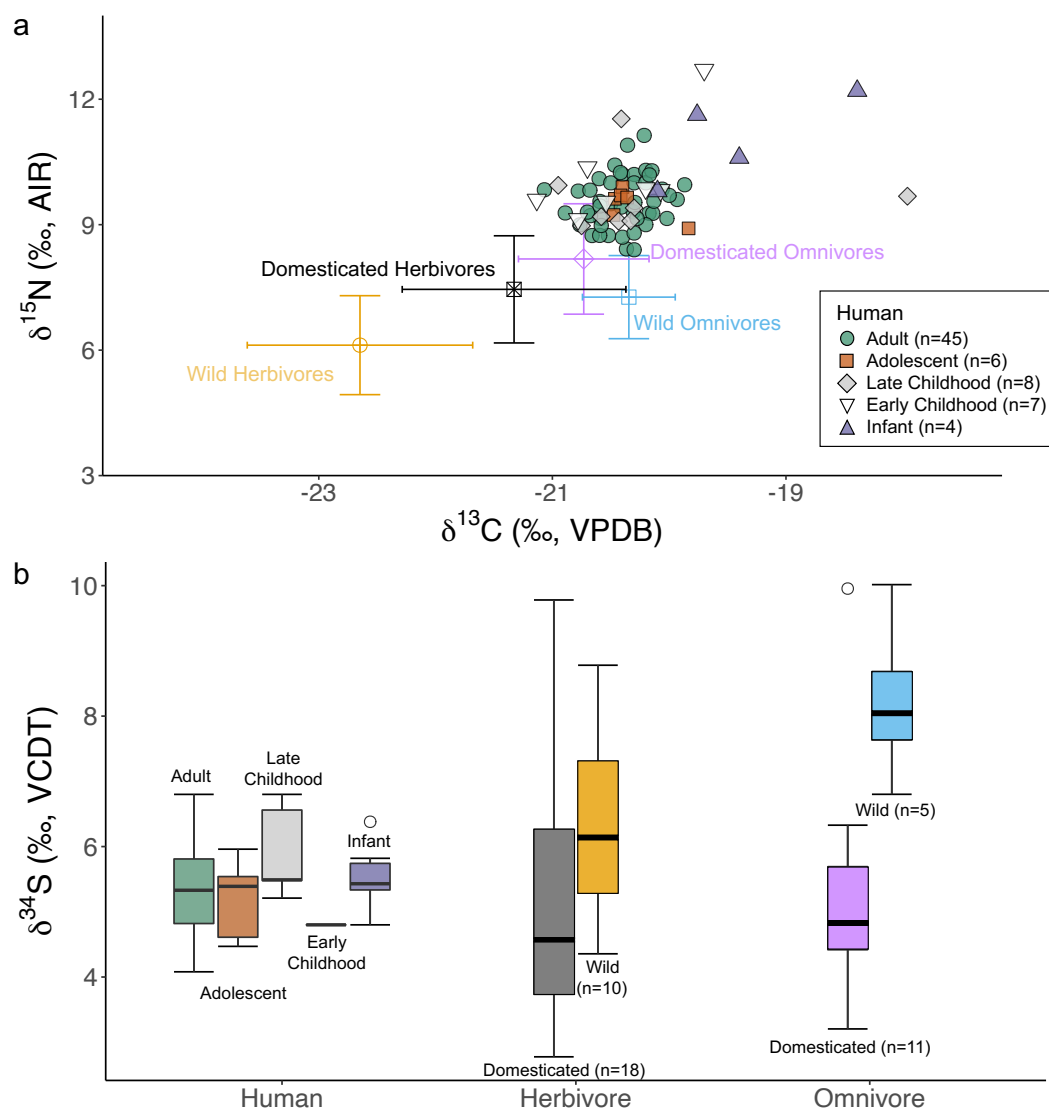 a
12
9
6
3
δ15N (‰, AIR)
Domesticated Herbivores
Domesticated Omnivores
Wild Omnivores
Wild Herbivores
Human
Adult (n=45)
Adolescent (n=6)
Late Childhood (n=8)
Early Childhood (n=7)
Infant (n=4)
-23
-21
-19
δ13C (‰, VPDB)
b
10
8
6
4
δ34S (‰, VCDT)
Adult
Late
Childhood
Infant
Early
Childhood
Adolescent
Wild
(n=10)
Domesticated (n=18)
Wild (n=5)
Domesticated (n=11)
Human
Herbivore
Omnivore